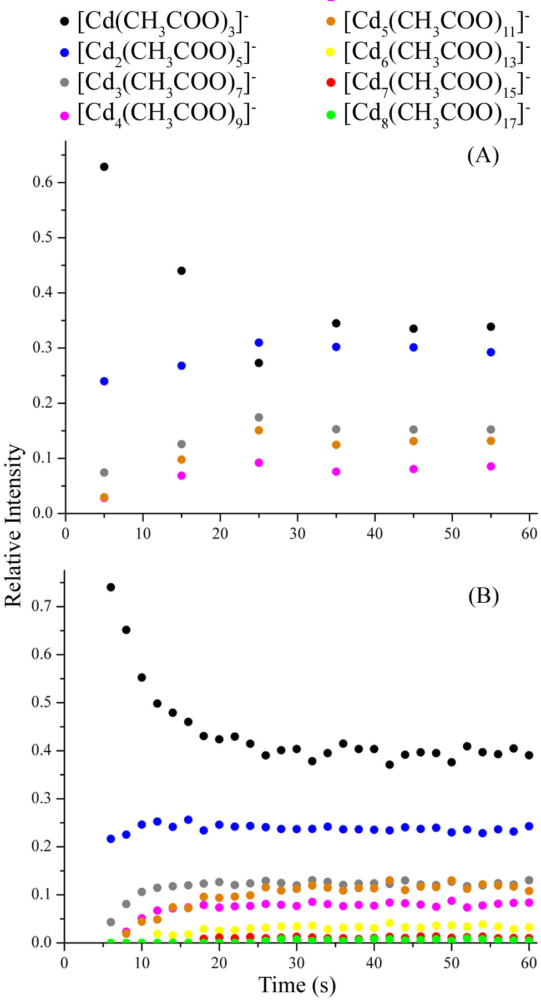 [Cd(CH₃COO)₃]⁻
[Cd₂(CH₃COO)₅]⁻
[Cd₃(CH₃COO)₇]⁻
[Cd₄(CH₃COO)₉]⁻
[Cd₅(CH₃COO)₁₁]⁻
[Cd₆(CH₃COO)₁₃]⁻
[Cd₇(CH₃COO)₁₅]⁻
[Cd₈(CH₃COO)₁₇]⁻
Relative Intensity
(A)
0.6
0.5
0.4
0.3
0.2
0.1
0.0
0 10 20 30 40 50 60
(B)
0.7
0.6
0.5
0.4
0.3
0.2
0.1
0.0
0 10 20 30 40 50 60
Time (s)